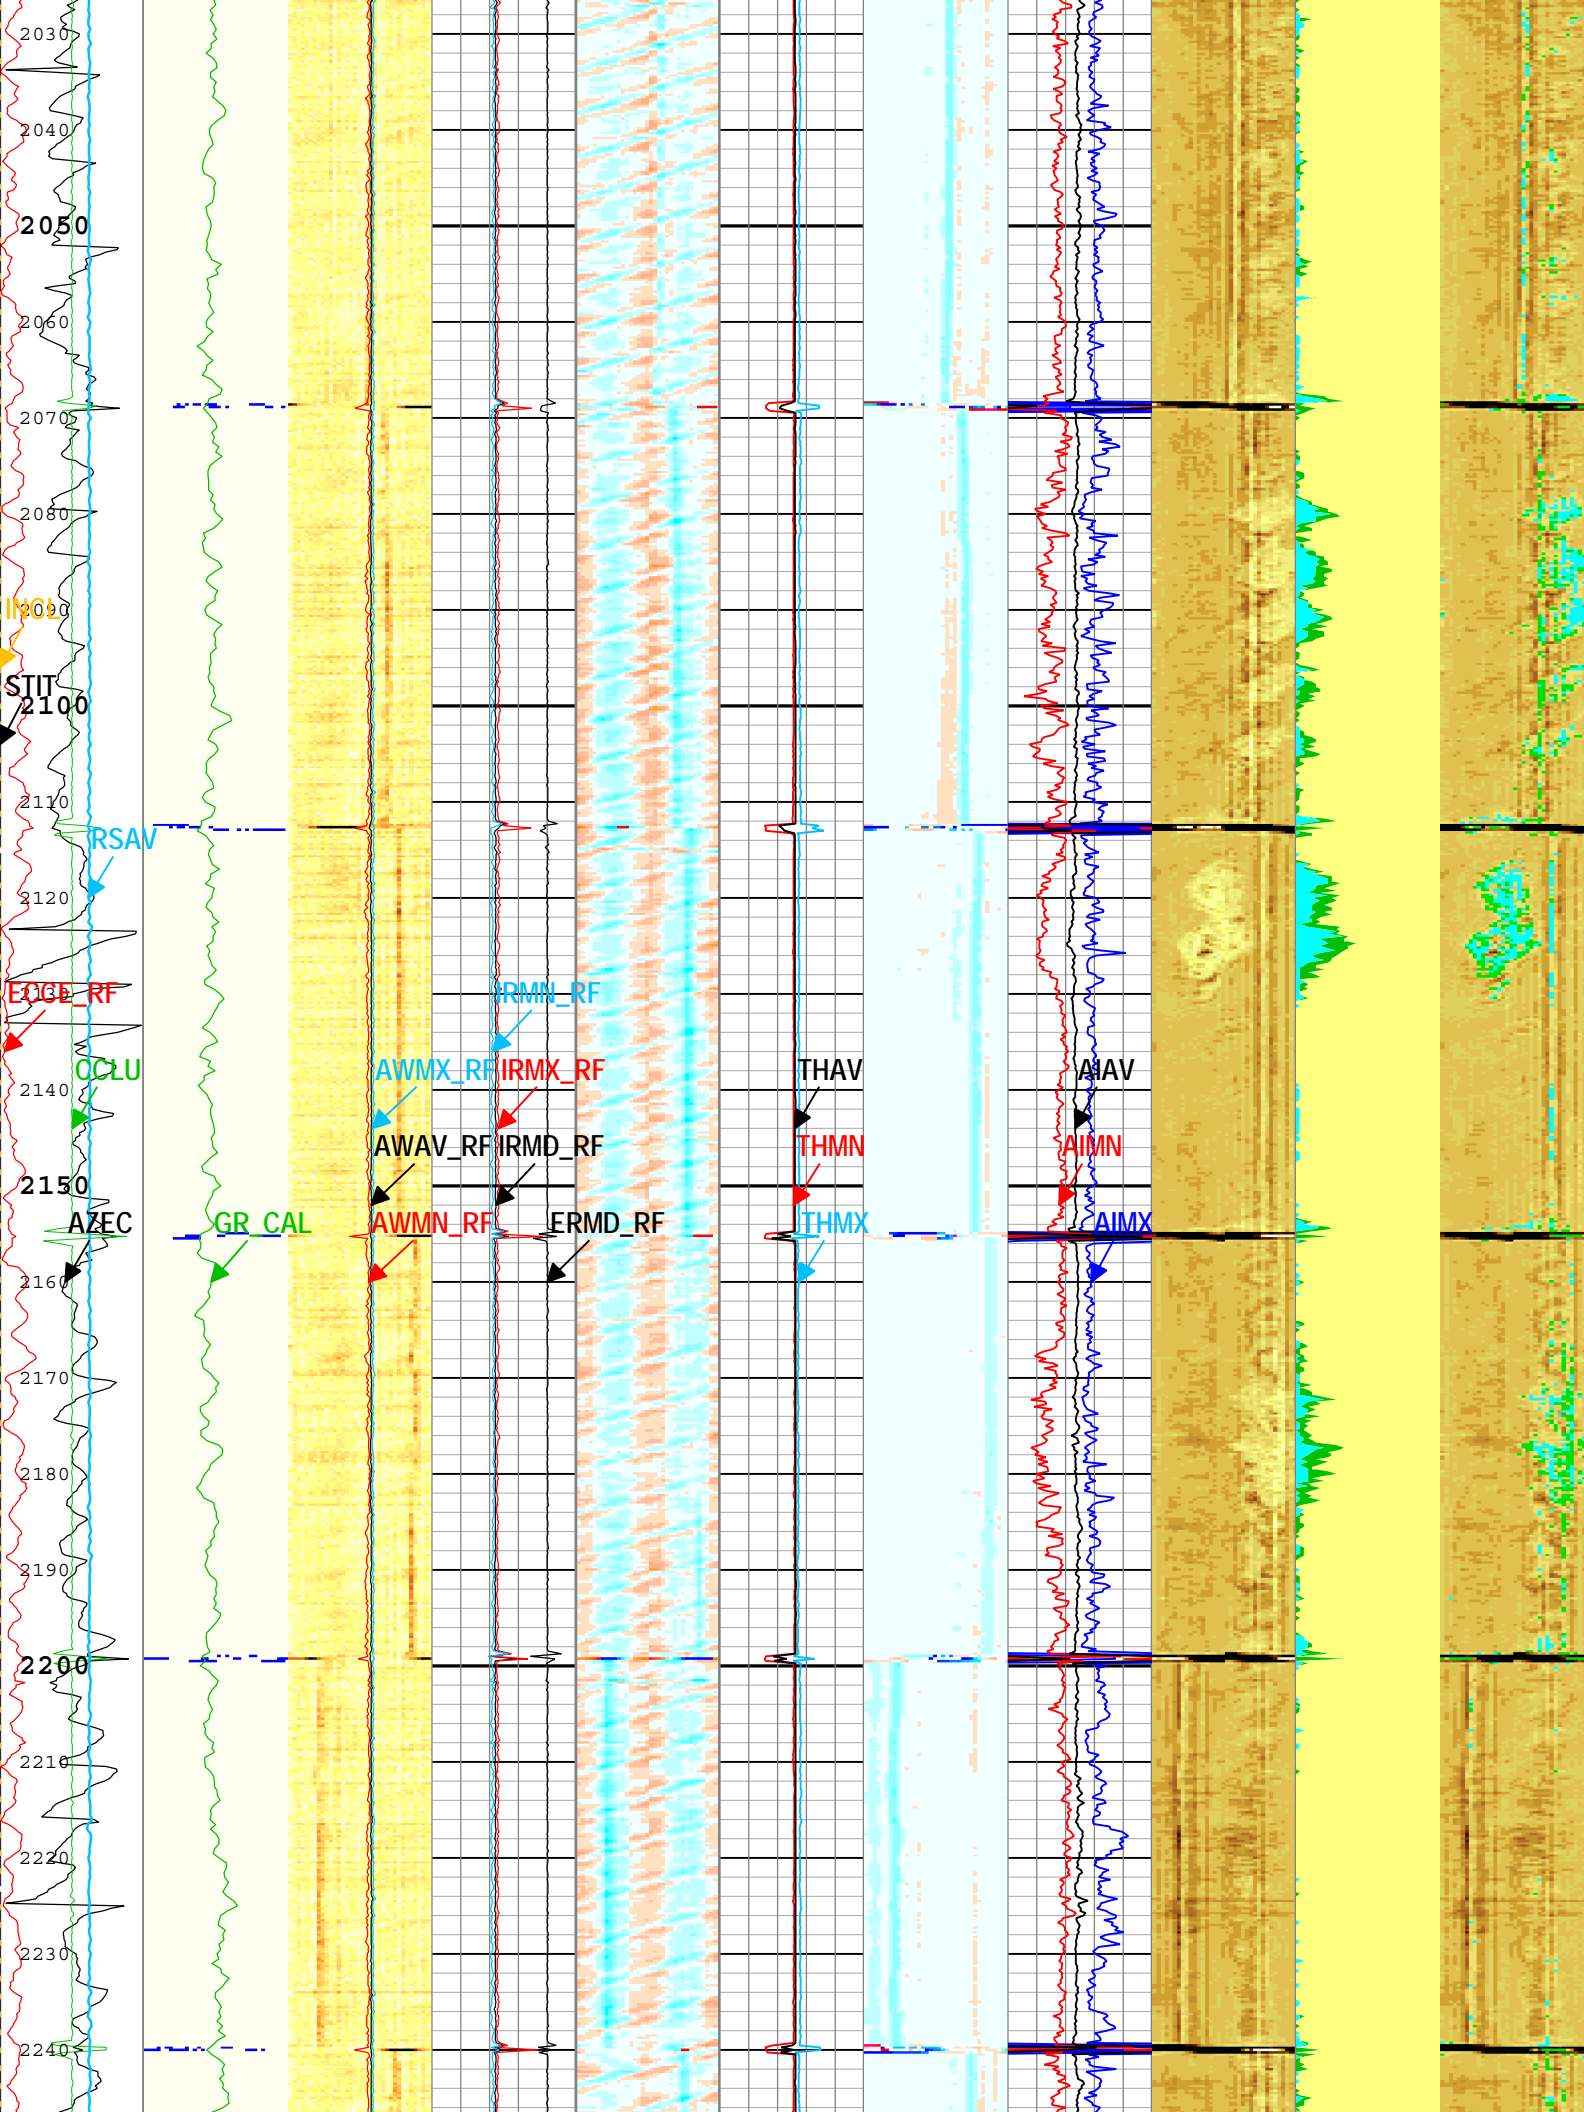 2030
2040
2050
2060
2070
2080
INCL 2090
STIT
2100
2110
RSAV
2120
ECCE_RF 2130 IRMN_RF
CCLU AWMX_RF IRMX_RF THAV AIAV
2140
AWAV_RF IRMD_RF THMN AIMN
2150
AZEC GR_CAL AWMN_RF ERMD_RF THMX AIMX
2160
2170
2180
2190
2200
2210
2220
2230
2240